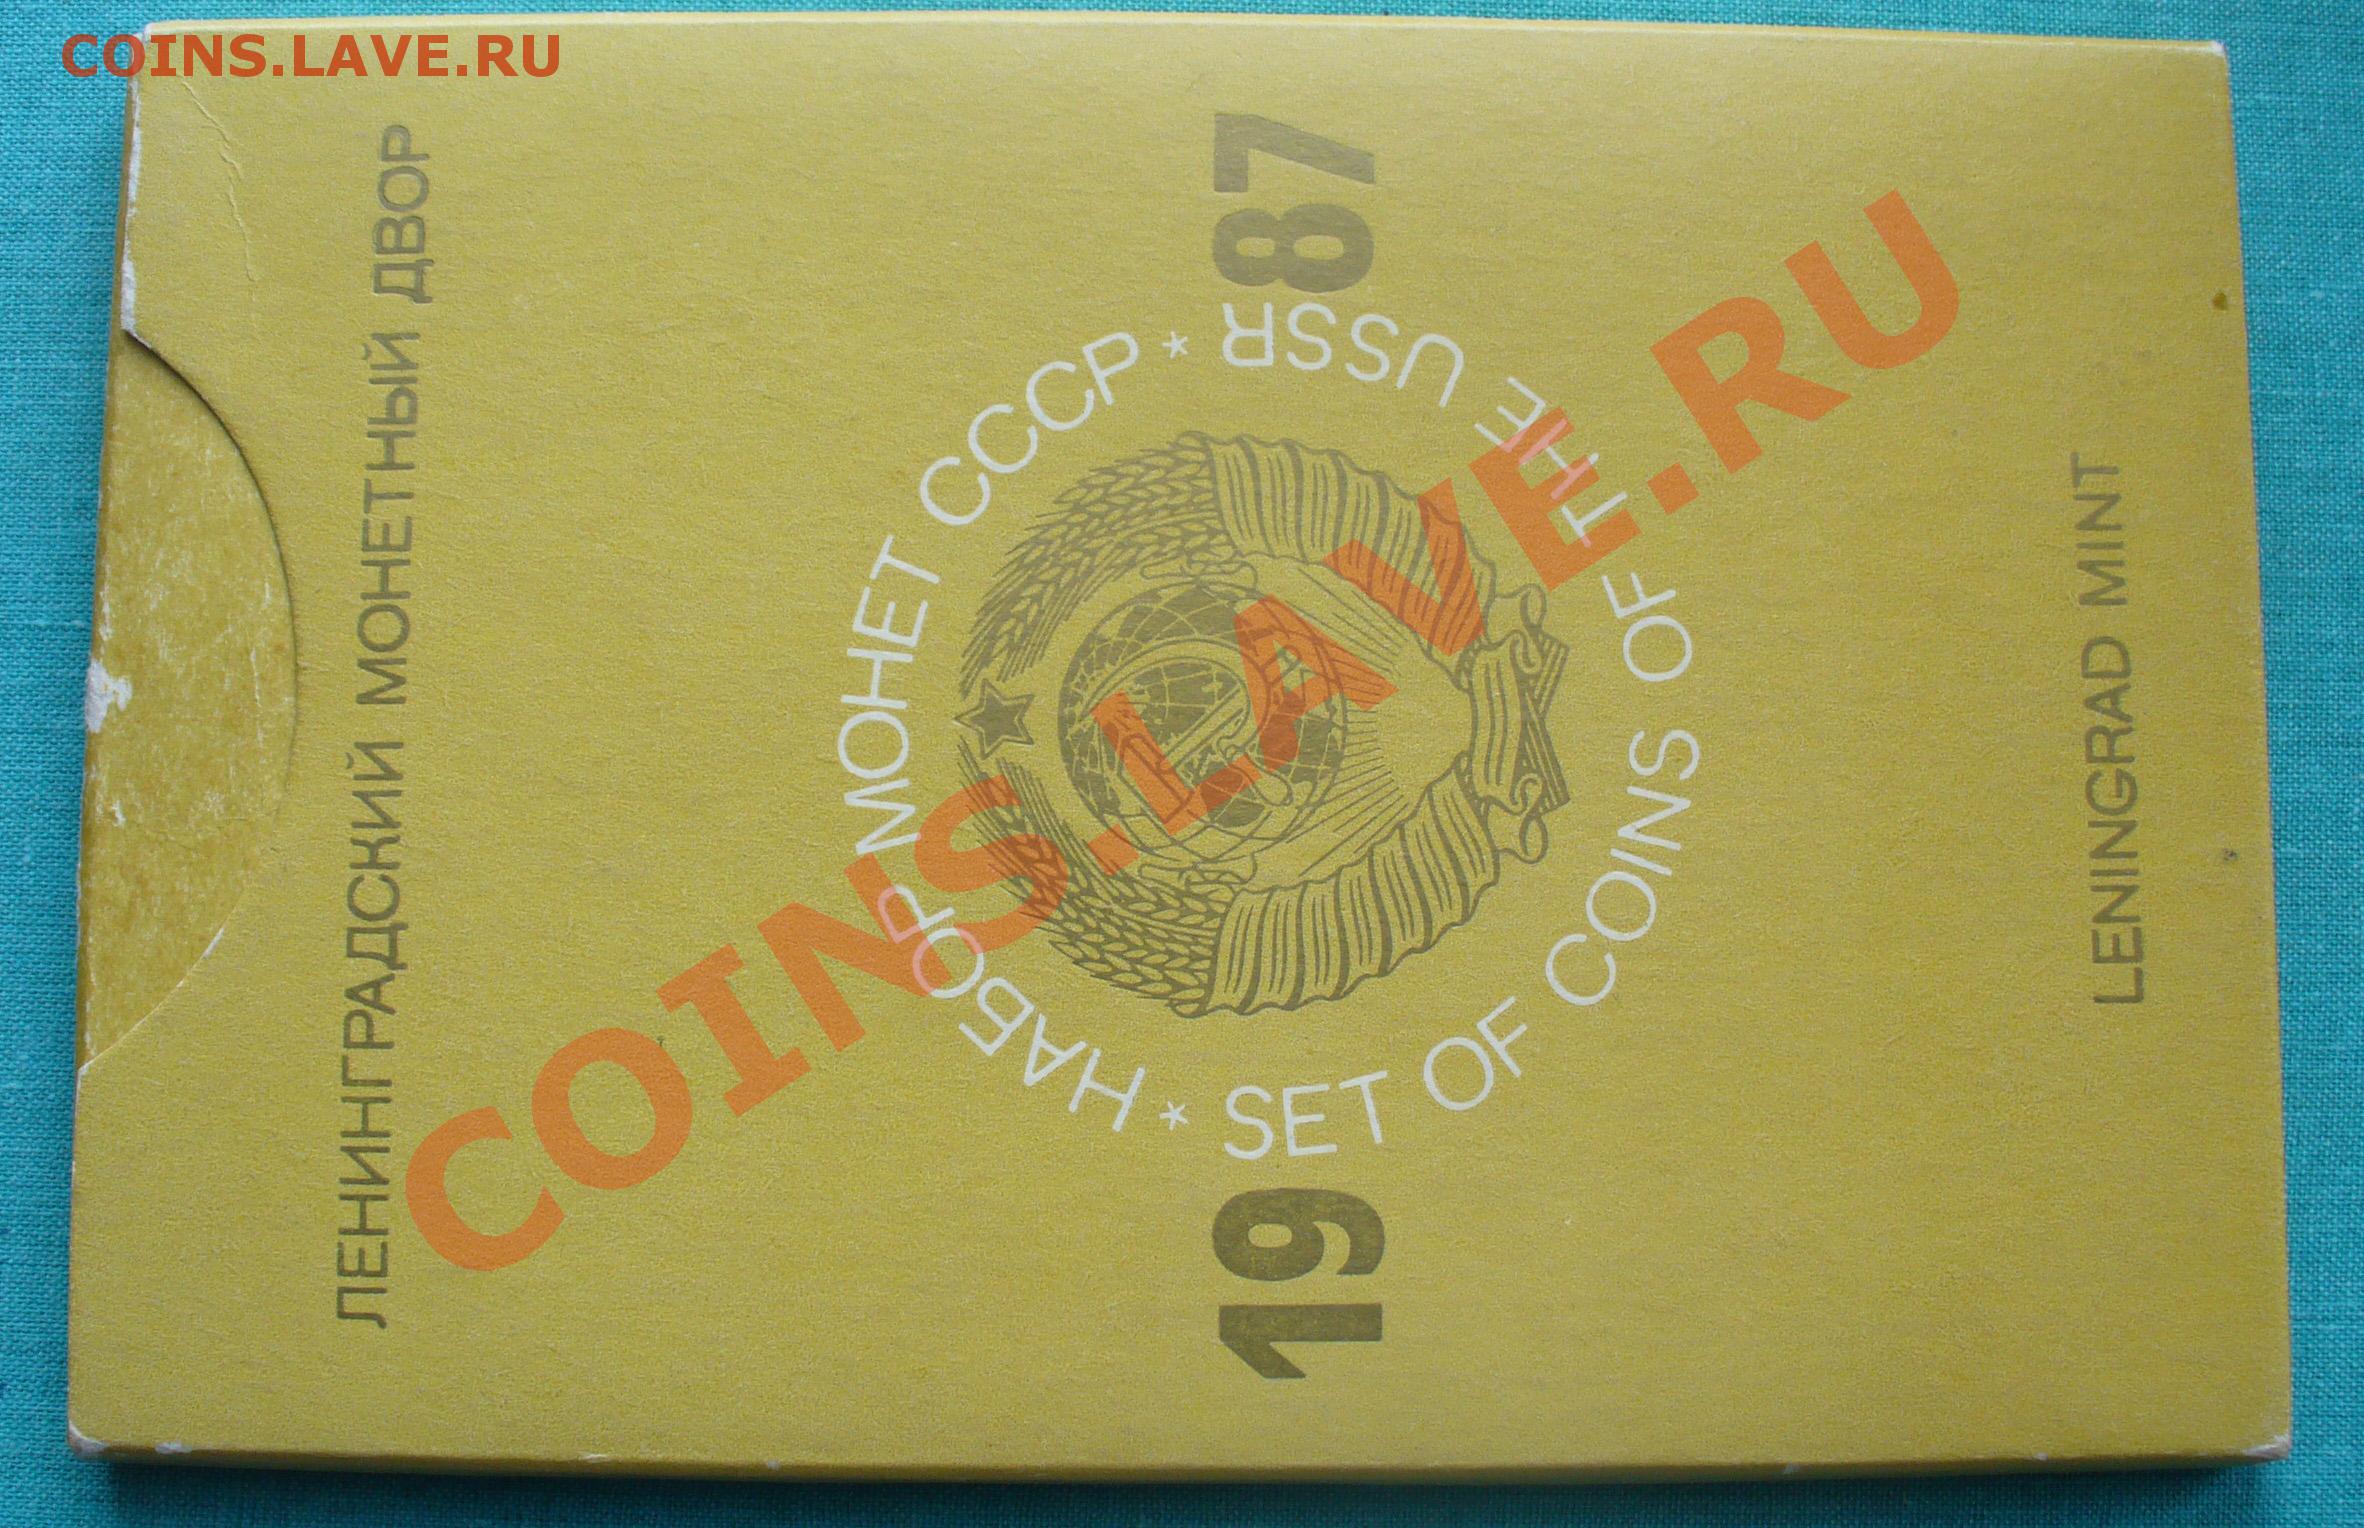 COINS.LAVE.RU
ЛЕНИНГРАДСКИЙ МОНЕТНЫЙ ДВОР
НАБОР МОНЕТ СССР
19 87
* SET OF COINS OF THE USSR *
LENINGRAD MINT
COINS.LAVE.RU